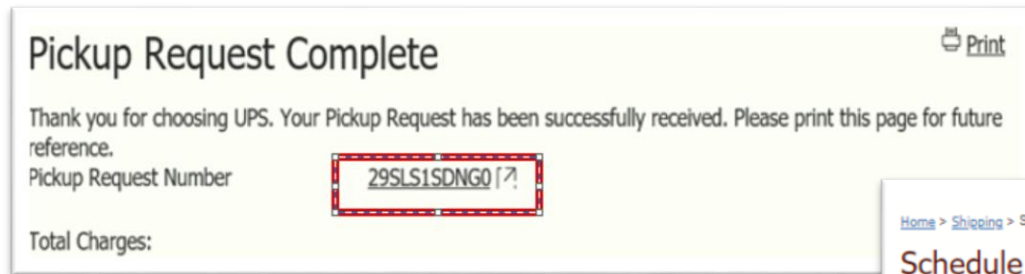 Pickup Request Complete
Print
Thank you for choosing UPS. Your Pickup Request has been successfully received. Please print this page for future
reference.
Pickup Request Number 29SLS1SDNG0
Total Charges:
Home > Shipping > S
Schedule